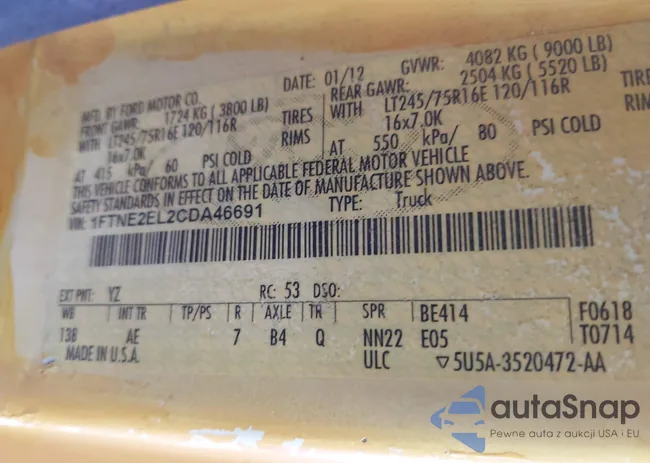 MFD. BY FORD MOTOR CO.
DATE: 01/12 GVWR: 4082 KG ( 9000 LB)
FRONT GAWR: 1724 KG ( 3800 LB) REAR GAWR: 2504 KG ( 5520 LB)
WITH LT245/75R16E 120/116R TIRES WITH LT245/75R16E 120/116R TIRES
16x7.0K RIMS 16x7.0K RIMS
AT 415 kPa/ 60 PSI COLD AT 550 kPa/ 80 PSI COLD
THIS VEHICLE CONFORMS TO ALL APPLICABLE FEDERAL MOTOR VEHICLE
SAFETY STANDARDS IN EFFECT ON THE DATE OF MANUFACTURE SHOWN ABOVE.
VIN: 1FTNE2EL2CDA46691 TYPE: Truck
EXT PNT: YZ RC: 53 DSO:
WB INT TR TP/PS R AXLE TR SPR BE414 F0618
138 AE 7 B4 Q NN22 E05 T0714
MADE IN U.S.A. ULC ▽5U5A-3520472-AA
autaSnap
Pewne auta z aukcji USA i EU